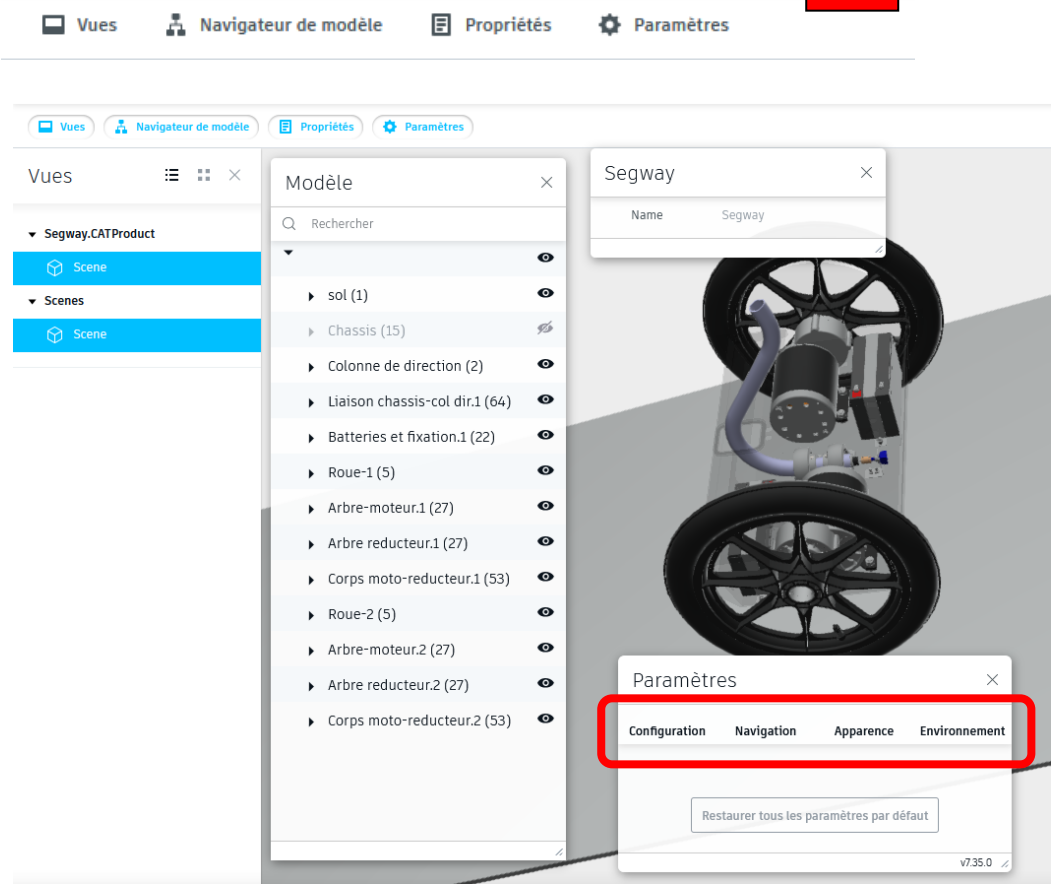 Vues Navigateur de modèle Propriétés Paramètres
Vues Navigateur de modèle Propriétés Paramètres
Vues
Segway.CATProduct
Scene
Scenes
Scene
Modèle
Rechercher
sol (1)
Chassis (15)
Colonne de direction (2)
Liaison chassis-col dir.1 (64)
Batteries et fixation.1 (22)
Roue-1 (5)
Arbre-moteur.1 (27)
Arbre reducteur.1 (27)
Corps moto-reducteur.1 (53)
Roue-2 (5)
Arbre-moteur.2 (27)
Arbre reducteur.2 (27)
Corps moto-reducteur.2 (53)
Segway
Name Segway
Paramètres
Configuration Navigation Apparence Environnement
Restaurer tous les paramètres par défaut
v7.35.0